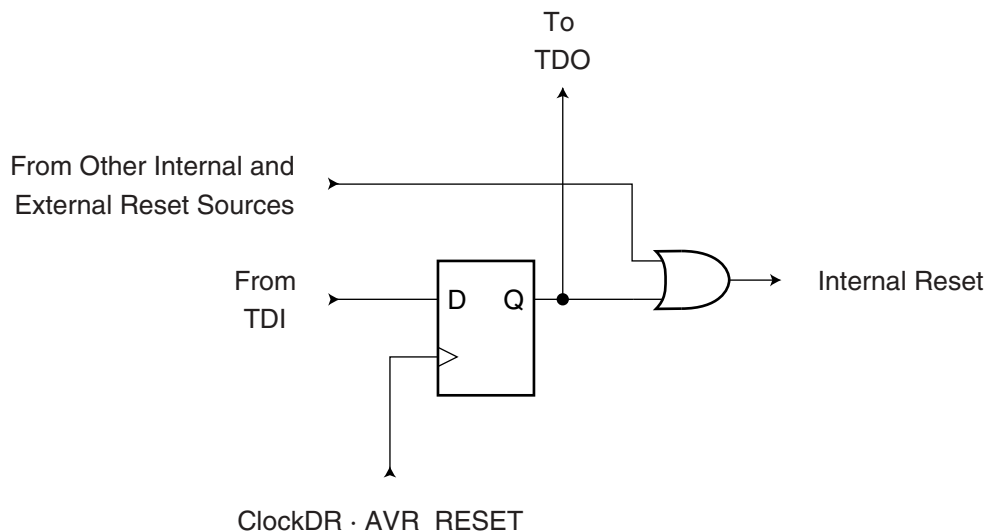 To
TDO
From Other Internal and
External Reset Sources
From
TDI
D
Q
Internal Reset
ClockDR · AVR_RESET